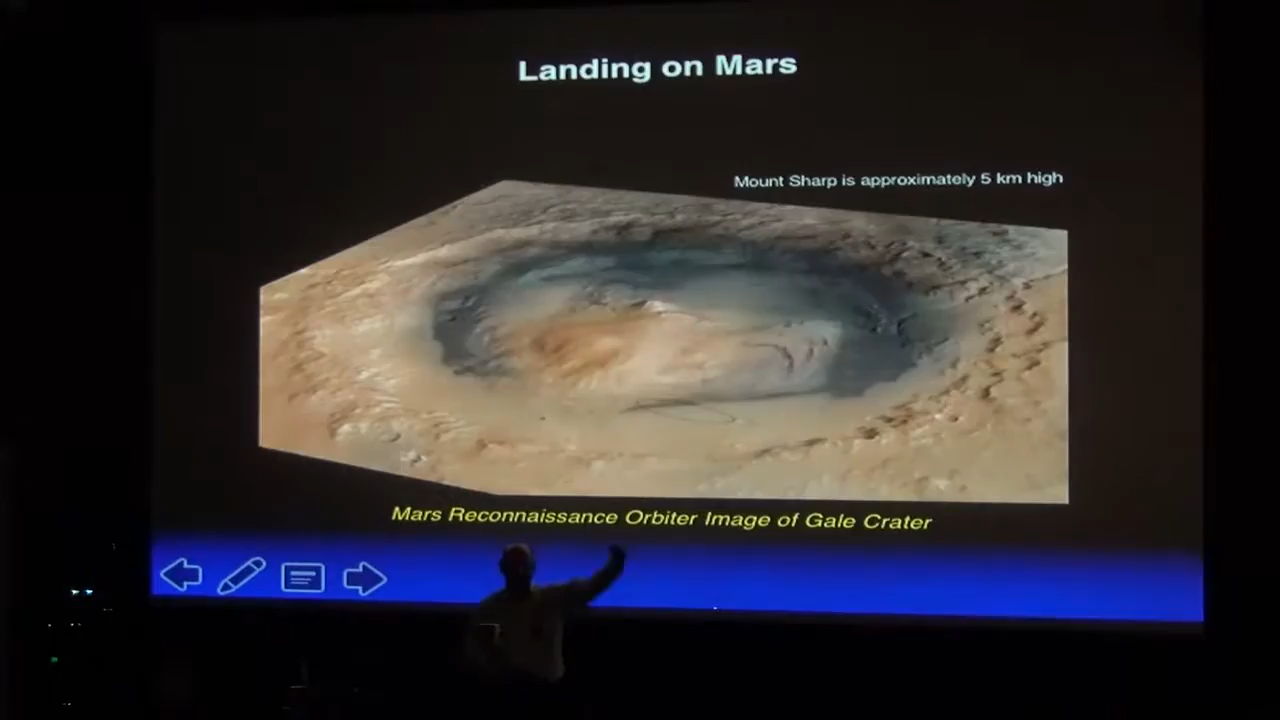 Landing on Mars
Mount Sharp is approximately 5 km high
Mars Reconnaissance Orbiter Image of Gale Crater